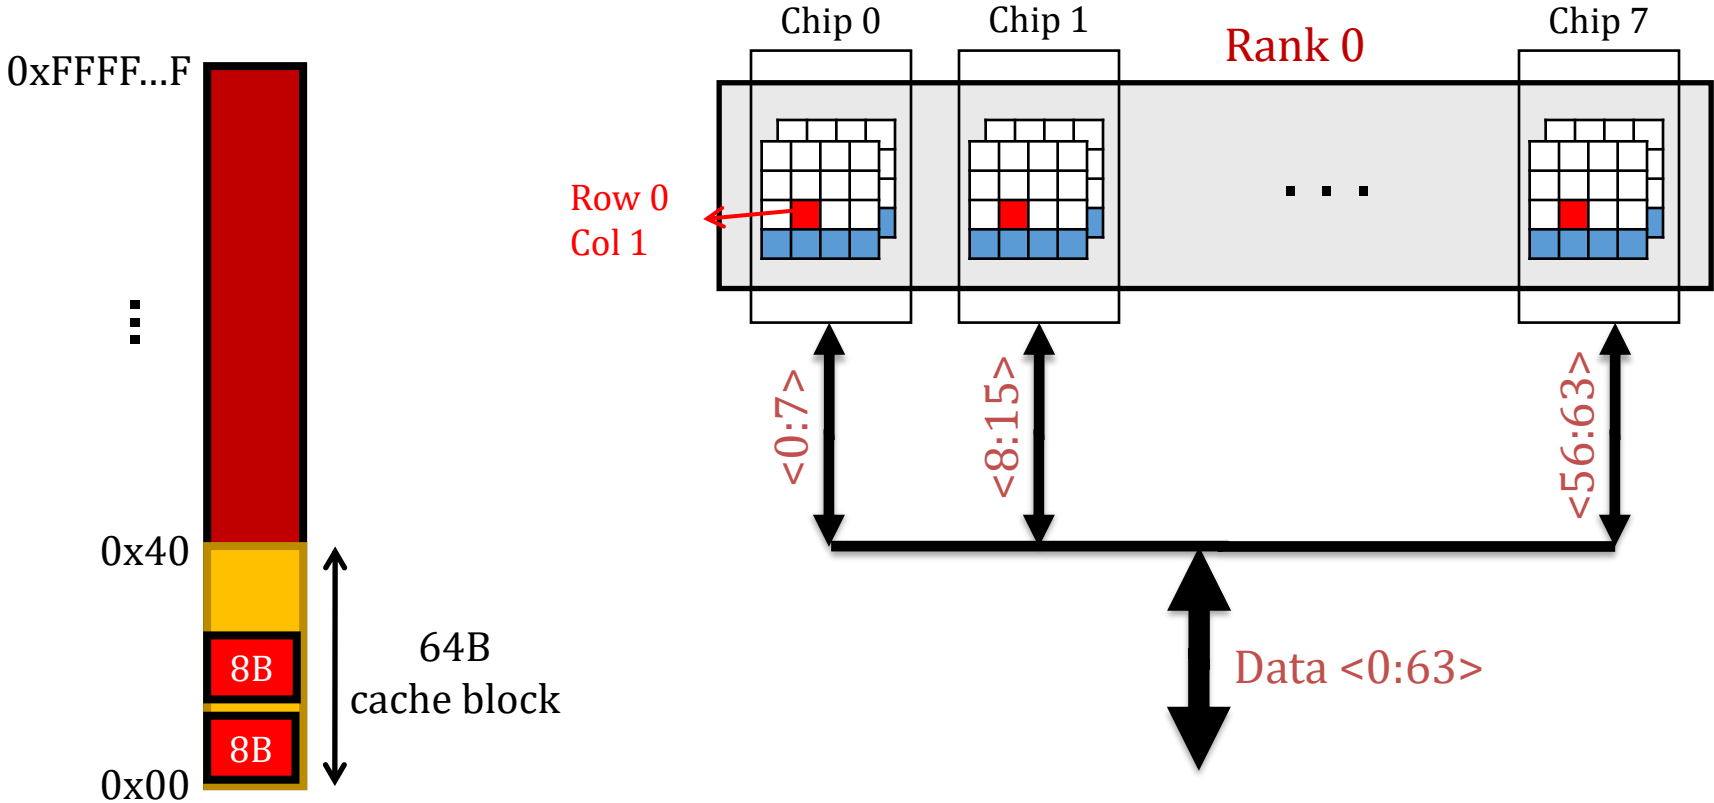 Chip 0
Chip 1
Chip 7
Rank 0
0xFFFF...F
Row 0
Col 1
. . .
<0:7>
<8:15>
<56:63>
0x40
64B
cache block
8B
8B
Data <0:63>
0x00